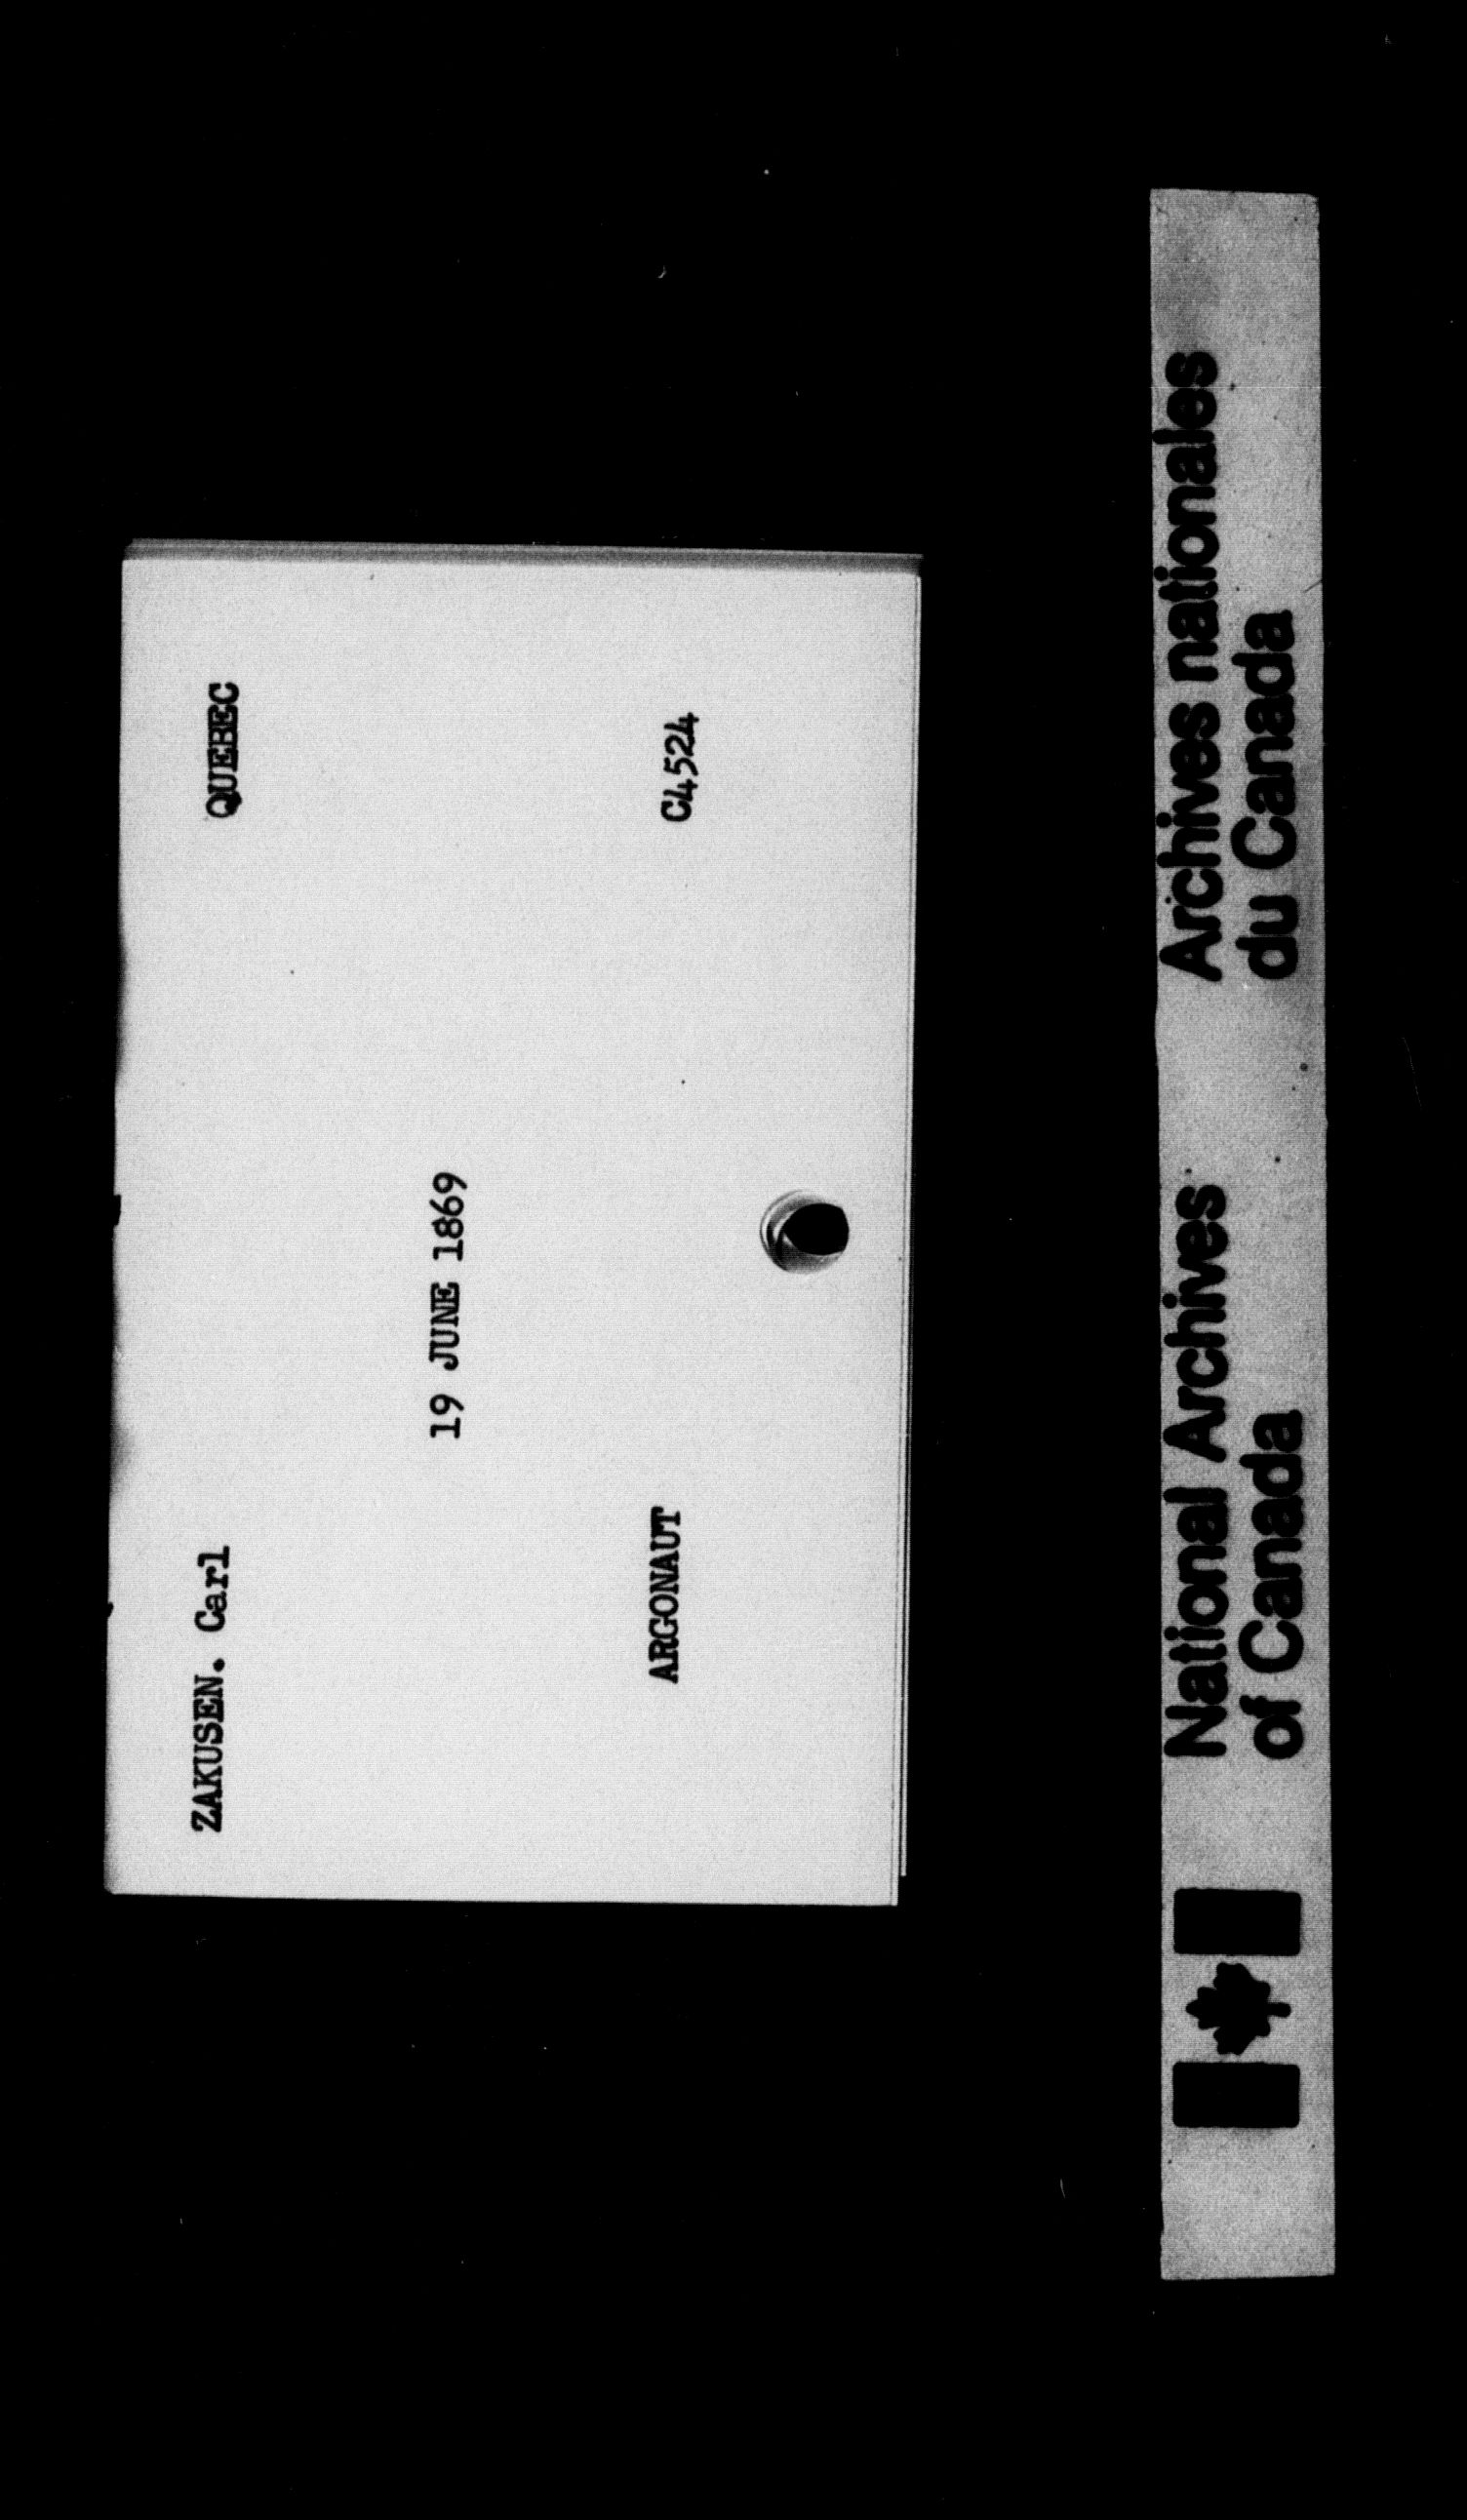 ZAKUSEN. Carl QUEBEC
19 JUNE 1869
ARGONAUT C4524
National Archives Archives nationales
of Canada du Canada